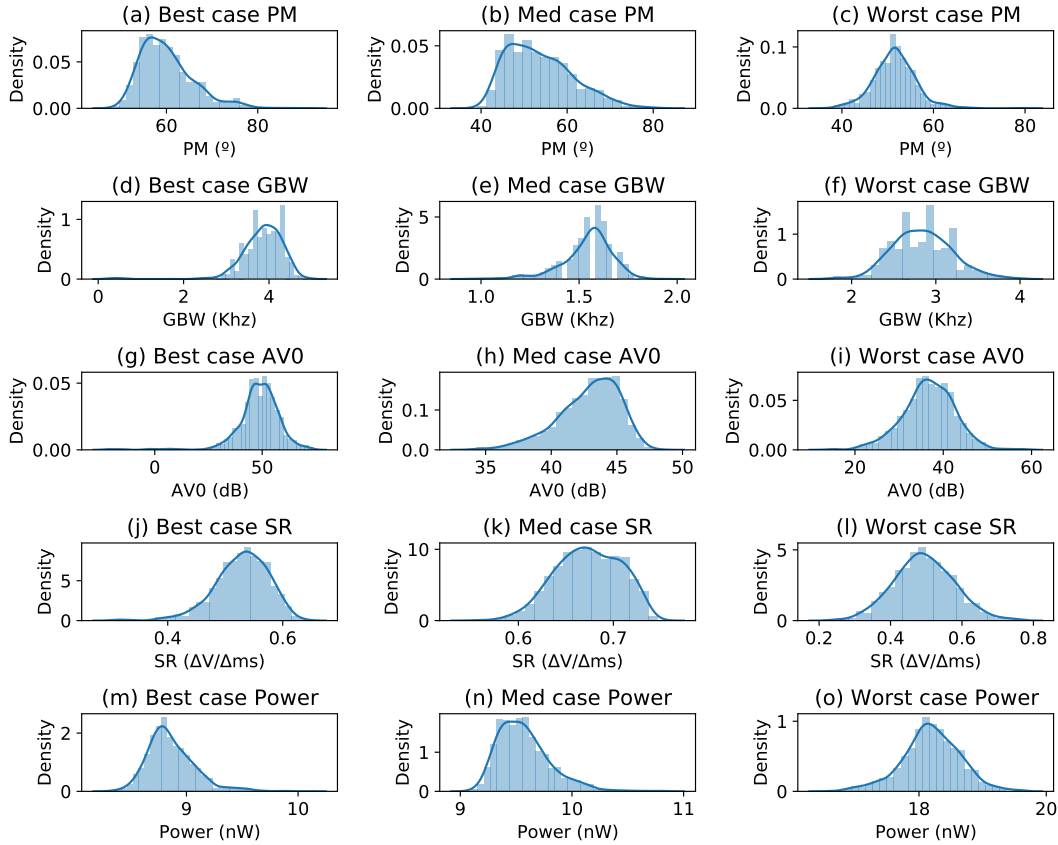 (a) Best case PM
(b) Med case PM
(c) Worst case PM
Density
0.05
0.00
60
80
PM (º)
Density
0.05
0.00
40
60
80
PM (º)
Density
0.1
0.0
40
60
80
PM (º)
(d) Best case GBW
(e) Med case GBW
(f) Worst case GBW
Density
1
0
0
2
4
GBW (Khz)
Density
5
0
1.0
1.5
2.0
GBW (Khz)
Density
1
0
2
3
4
GBW (Khz)
(g) Best case AV0
(h) Med case AV0
(i) Worst case AV0
Density
0.05
0.00
0
50
AV0 (dB)
Density
0.1
0.0
35
40
45
50
AV0 (dB)
Density
0.05
0.00
20
40
60
AV0 (dB)
(j) Best case SR
(k) Med case SR
(l) Worst case SR
Density
5
0
0.4
0.6
SR (ΔV/Δms)
Density
10
5
0
0.6
0.7
SR (ΔV/Δms)
Density
5
0
0.2
0.4
0.6
0.8
SR (ΔV/Δms)
(m) Best case Power
(n) Med case Power
(o) Worst case Power
Density
2
0
9
10
Power (nW)
Density
1
0
9
10
11
Power (nW)
Density
1
0
18
20
Power (nW)